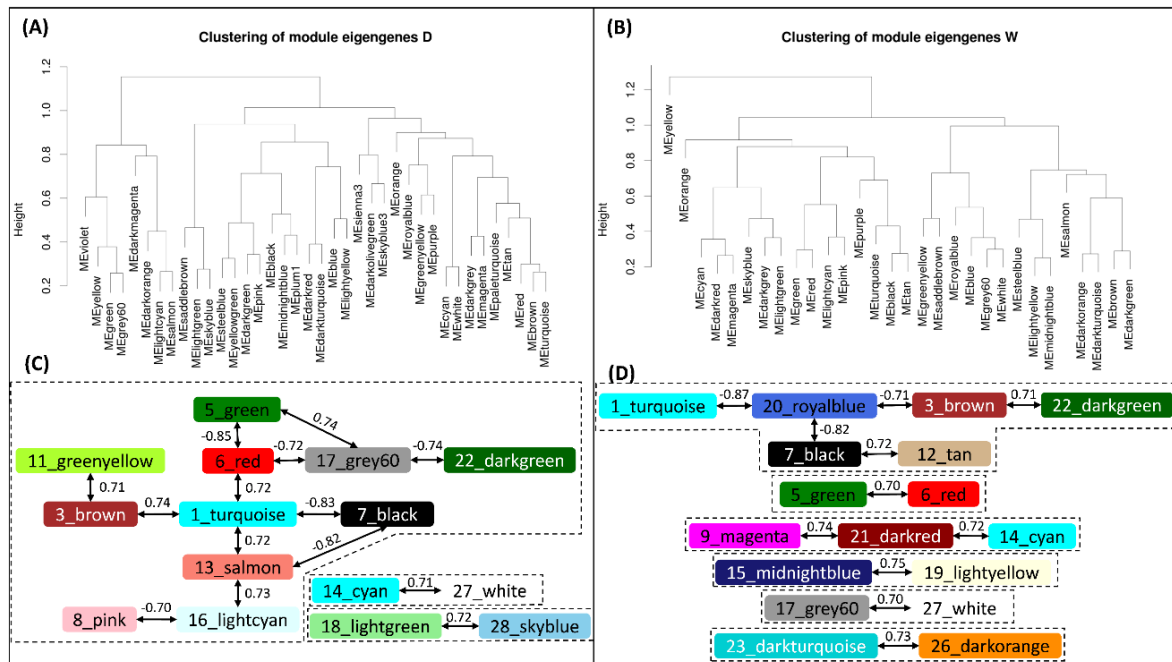 (A)
Clustering of module eigengenes D
Height
1.2
1.0
0.8
0.6
0.4
0.2
MEviolet
MEyellow
MEgreen
MEgrey60
MEdarkmagenta
MEdarkorange
MElightcyan
MEsalmon
MEsaddlebrown
MElightgreen
MEskyblue
MEsteelblue
MEyellowgreen
MEdarkgreen
MEpink
MEblack
MEmidnightblue
MEplum1
MEdarkred
MEdarkturquoise
MEblue
MElightyellow
MEsienna3
MEdarkolivegreen
MEskyblue3
MEorange
MEroyalblue
MEgreenyellow
MEpurple
MEcyan
MEwhite
MEdarkgrey
MEmagenta
MEpaleturquoise
MEtan
MEred
MEbrown
MEturquoise
(B)
Clustering of module eigengenes W
Height
1.2
1.0
0.8
0.6
0.4
0.2
MEyellow
MEorange
MEcyan
MEdarkred
MEmagenta
MEskyblue
MEdarkgrey
MElightgreen
MEgreen
MEred
MElightcyan
MEpink
MEpurple
MEturquoise
MEblack
MEtan
MEgreenyellow
MEsaddlebrown
MEroyalblue
MEblue
MEgrey60
MEwhite
MEsteelblue
MElightyellow
MEmidnightblue
MEsalmon
MEdarkorange
MEdarkturquoise
MEbrown
MEdarkgreen
(C)
5_green
0.74
-0.85
11_greenyellow
6_red
-0.72
17_grey60
-0.74
22_darkgreen
0.71
0.72
3_brown
0.74
1_turquoise
-0.83
7_black
0.72
-0.82
13_salmon
0.73
8_pink
-0.70
16_lightcyan
14_cyan
0.71
27_white
18_lightgreen
0.72
28_skyblue
(D)
1_turquoise
-0.87
20_royalblue
-0.71
3_brown
0.71
22_darkgreen
-0.82
7_black
0.72
12_tan
5_green
0.70
6_red
9_magenta
0.74
21_darkred
0.72
14_cyan
15_midnightblue
0.75
19_lightyellow
17_grey60
0.70
27_white
23_darkturquoise
0.73
26_darkorange